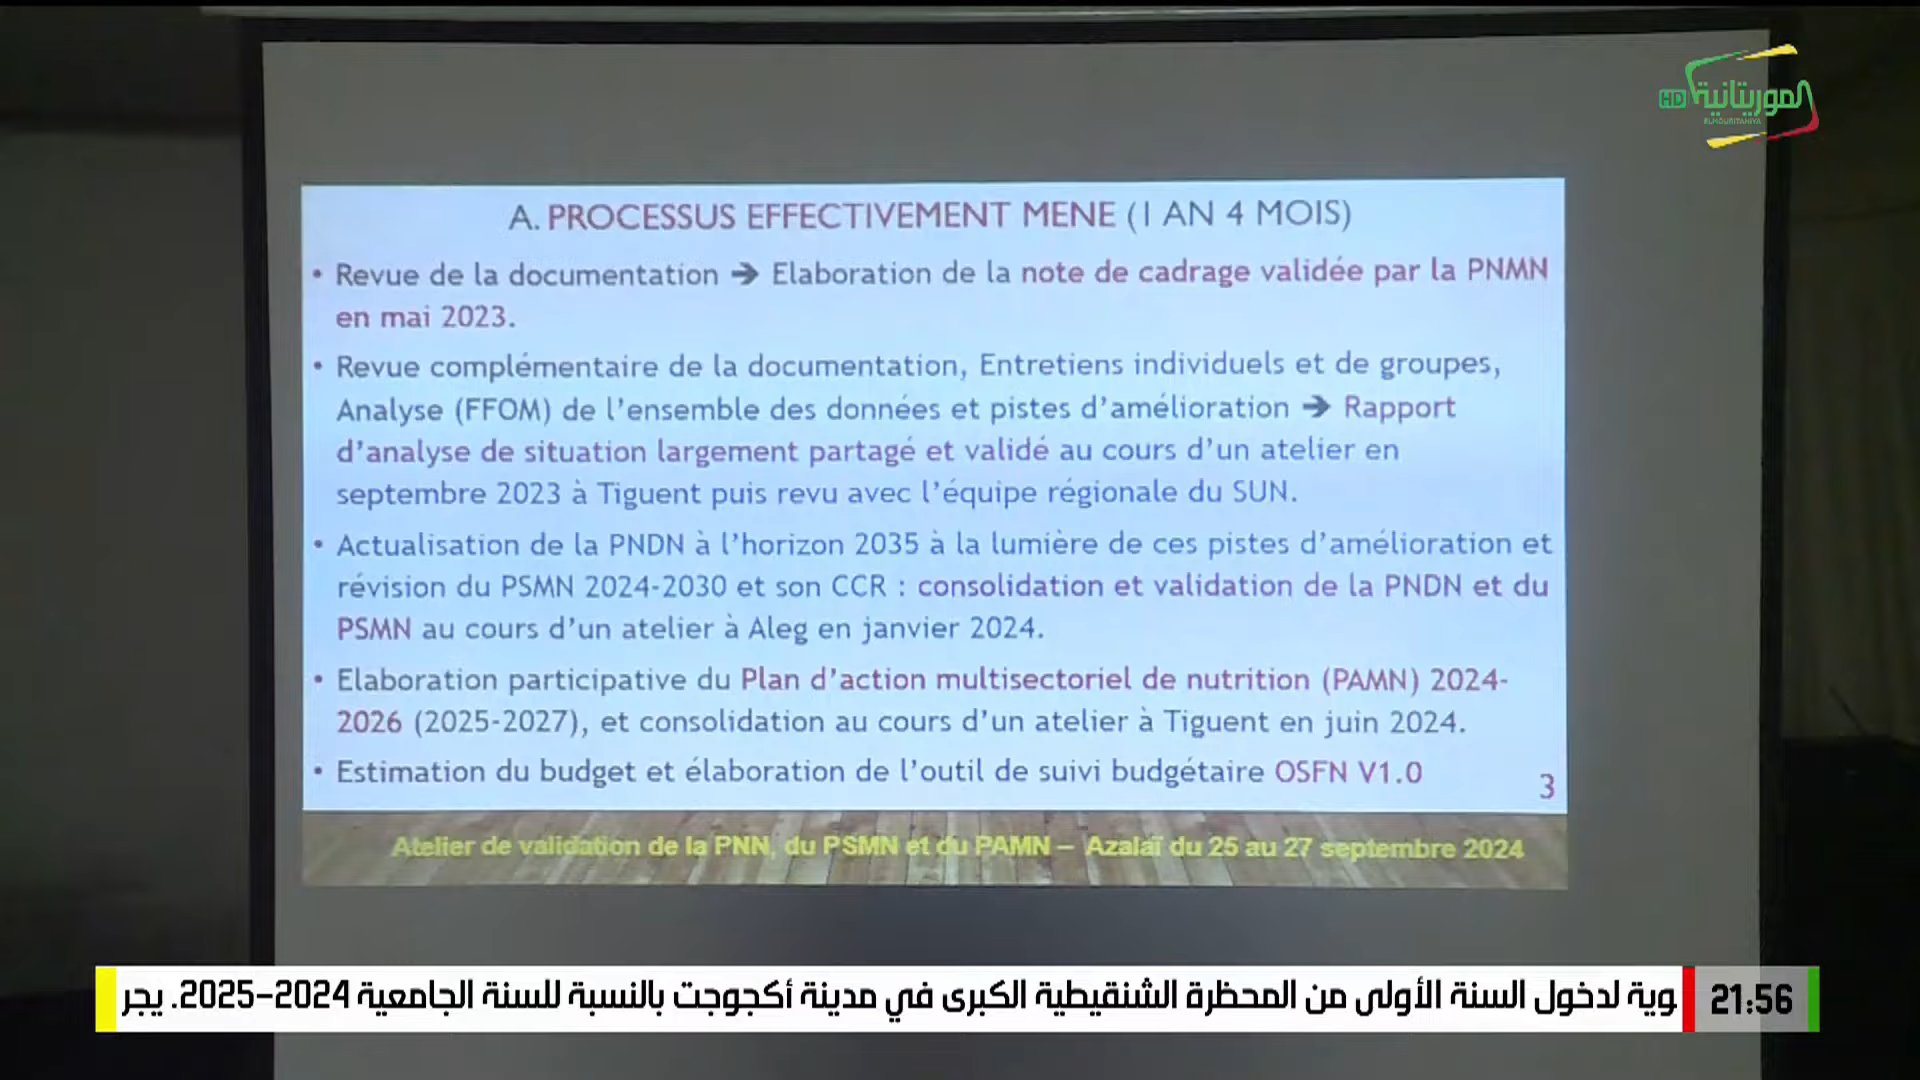 الموريتانية
HD
ELMOURITANIYA
A. PROCESSUS EFFECTIVEMENT MENE (1 AN 4 MOIS)
• Revue de la documentation ➔ Elaboration de la note de cadrage validée par la PNMN
en mai 2023.
• Revue complémentaire de la documentation, Entretiens individuels et de groupes,
Analyse (FFOM) de l’ensemble des données et pistes d’amélioration ➔ Rapport
d’analyse de situation largement partagé et validé au cours d’un atelier en
septembre 2023 à Tiguent puis revu avec l’équipe régionale du SUN.
• Actualisation de la PNDN à l’horizon 2035 à la lumière de ces pistes d’amélioration et
révision du PSMN 2024-2030 et son CCR : consolidation et validation de la PNDN et du
PSMN au cours d’un atelier à Aleg en janvier 2024.
• Elaboration participative du Plan d’action multisectoriel de nutrition (PAMN) 2024-
2026 (2025-2027), et consolidation au cours d’un atelier à Tiguent en juin 2024.
• Estimation du budget et élaboration de l’outil de suivi budgétaire OSFN V1.0
3
Atelier de validation de la PNN, du PSMN et du PAMN – Azalaï du 25 au 27 septembre 2024
وية لدخول السنة الأولى من المحظرة الشنقيطية الكبرى في مدينة أكجوجت بالنسبة للسنة الجامعية 2024-2025. يجر
21:56